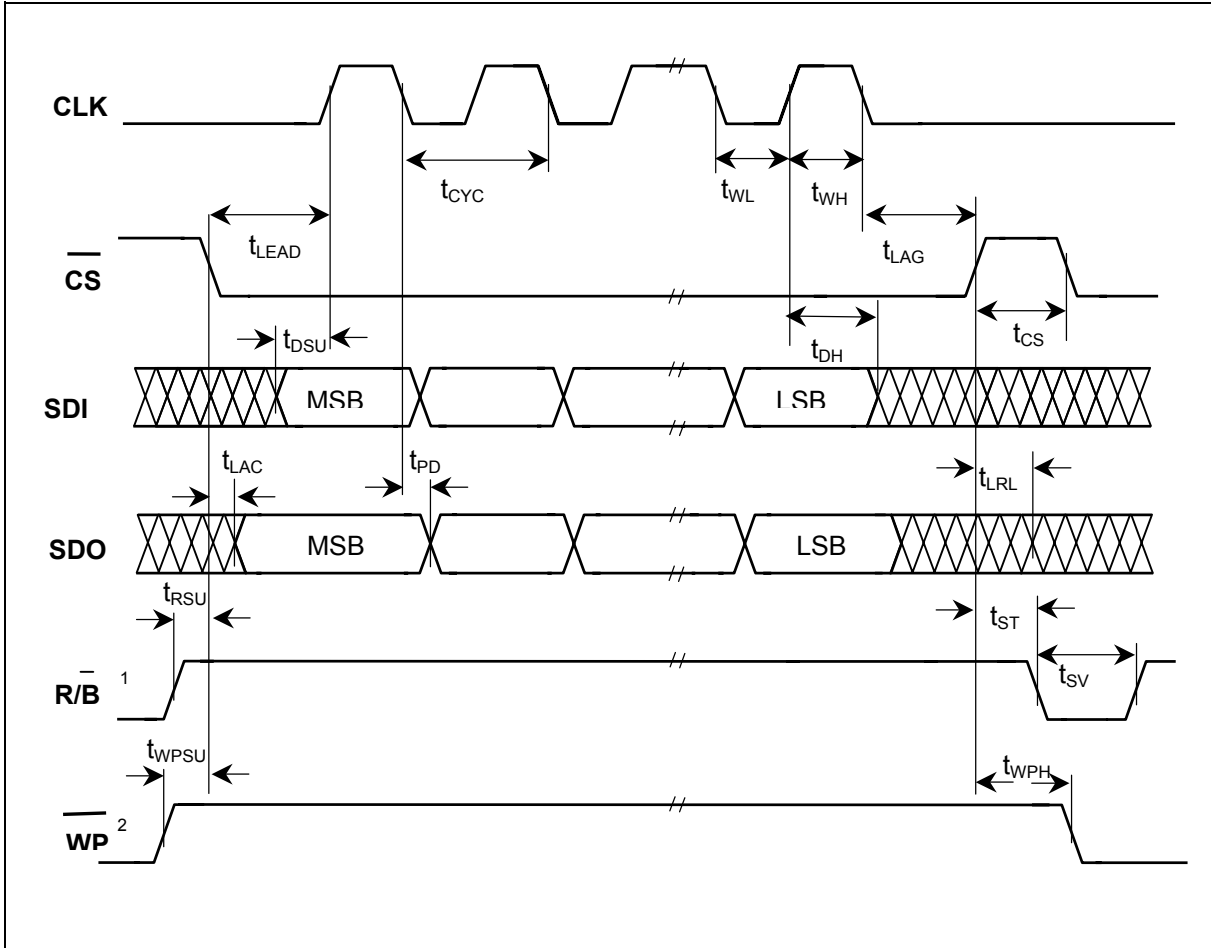 CLK
tCYC
tWL
tWH
tLEAD
tLAG
CS
tDSU
tDH
tCS
SDI
MSB
LSB
tLAC
tPD
tLRL
SDO
MSB
LSB
tRSU
tST
R/B 1
tSV
tWPSU
tWPH
WP 2